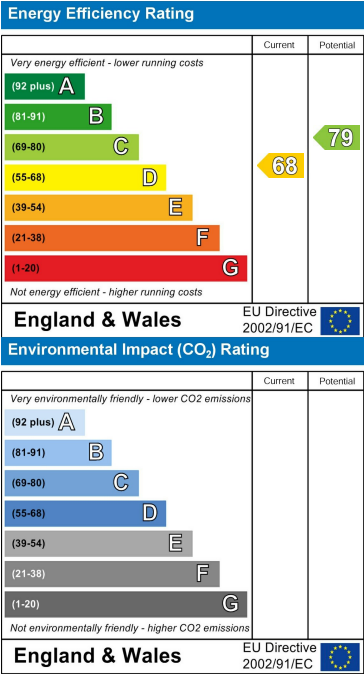 Energy Efficiency Rating
Current Potential
Very energy efficient - lower running costs
(92 plus) A
(81-91) B
(69-80) C
79
(55-68) D
68
(39-54) E
(21-38) F
(1-20) G
Not energy efficient - higher running costs
England & Wales
EU Directive
2002/91/EC
Environmental Impact (CO₂) Rating
Current Potential
Very environmentally friendly - lower CO2 emissions
(92 plus) A
(81-91) B
(69-80) C
(55-68) D
(39-54) E
(21-38) F
(1-20) G
Not environmentally friendly - higher CO2 emissions
England & Wales
EU Directive
2002/91/EC